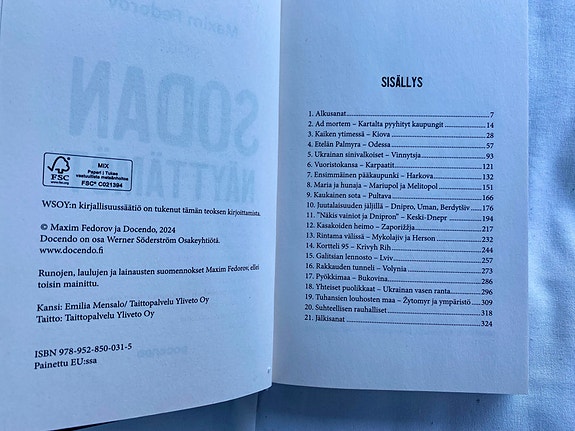 Maxim Fedorov
SODAN
FSC
www.fsc.org
MIX
Paperi | Tukee
vastuullista metsänhoitoa
FSC® C021394
WSOY:n kirjallisuussäätiö on tukenut tämän teoksen kirjoittamista.
© Maxim Fedorov ja Docendo, 2024
Docendo on osa Werner Söderström Osakeyhtiötä.
www.docendo.fi
Runojen, laulujen ja lainausten suomennokset Maxim Fedorov, ellei
toisin mainittu.
Kansi: Emilia Mensalo/ Taittopalvelu Yliveto Oy
Taitto: Taittopalvelu Yliveto Oy
ISBN 978-952-850-031-5
Painettu EU:ssa
SISÄLLYS
1. Alkusanat 7
2. Ad mortem – Kartalta pyyhityt kaupungit 14
3. Kaiken ytimessä – Kiova 28
4. Etelän Palmyra – Odessa 51
5. Ukrainan sinivalkoiset – Vinnytsja 93
6. Vuoristokansa – Karpaatit 121
7. Ensimmäinen pääkaupunki – Harkova 132
8. Maria ja hunaja – Mariupol ja Melitopol 151
9. Kaukainen sota – Pultava 166
10. Juutalaisuuden jäljillä – Dnipro, Uman, Berdytšiv 176
11. "Näkis vainiot ja Dnipron" – Keski-Dnepr 194
12. Kasakoiden heimo – Zaporižžja 211
13. Rintama välissä – Mykolajiv ja Herson 232
14. Kortteli 95 – Krivyh Rih 244
15. Galitsian lennosto – Lviv 257
16. Rakkauden tunneli – Volynia 273
17. Pyökkimaa – Bukovina 286
18. Yhteiset puolikkaat – Ukrainan vasen ranta 296
19. Tuhansien louhosten maa – Žytomyr ja ympäristö 309
20. Suhteellisen rauhalliset 318
21. Jälkisanat 324